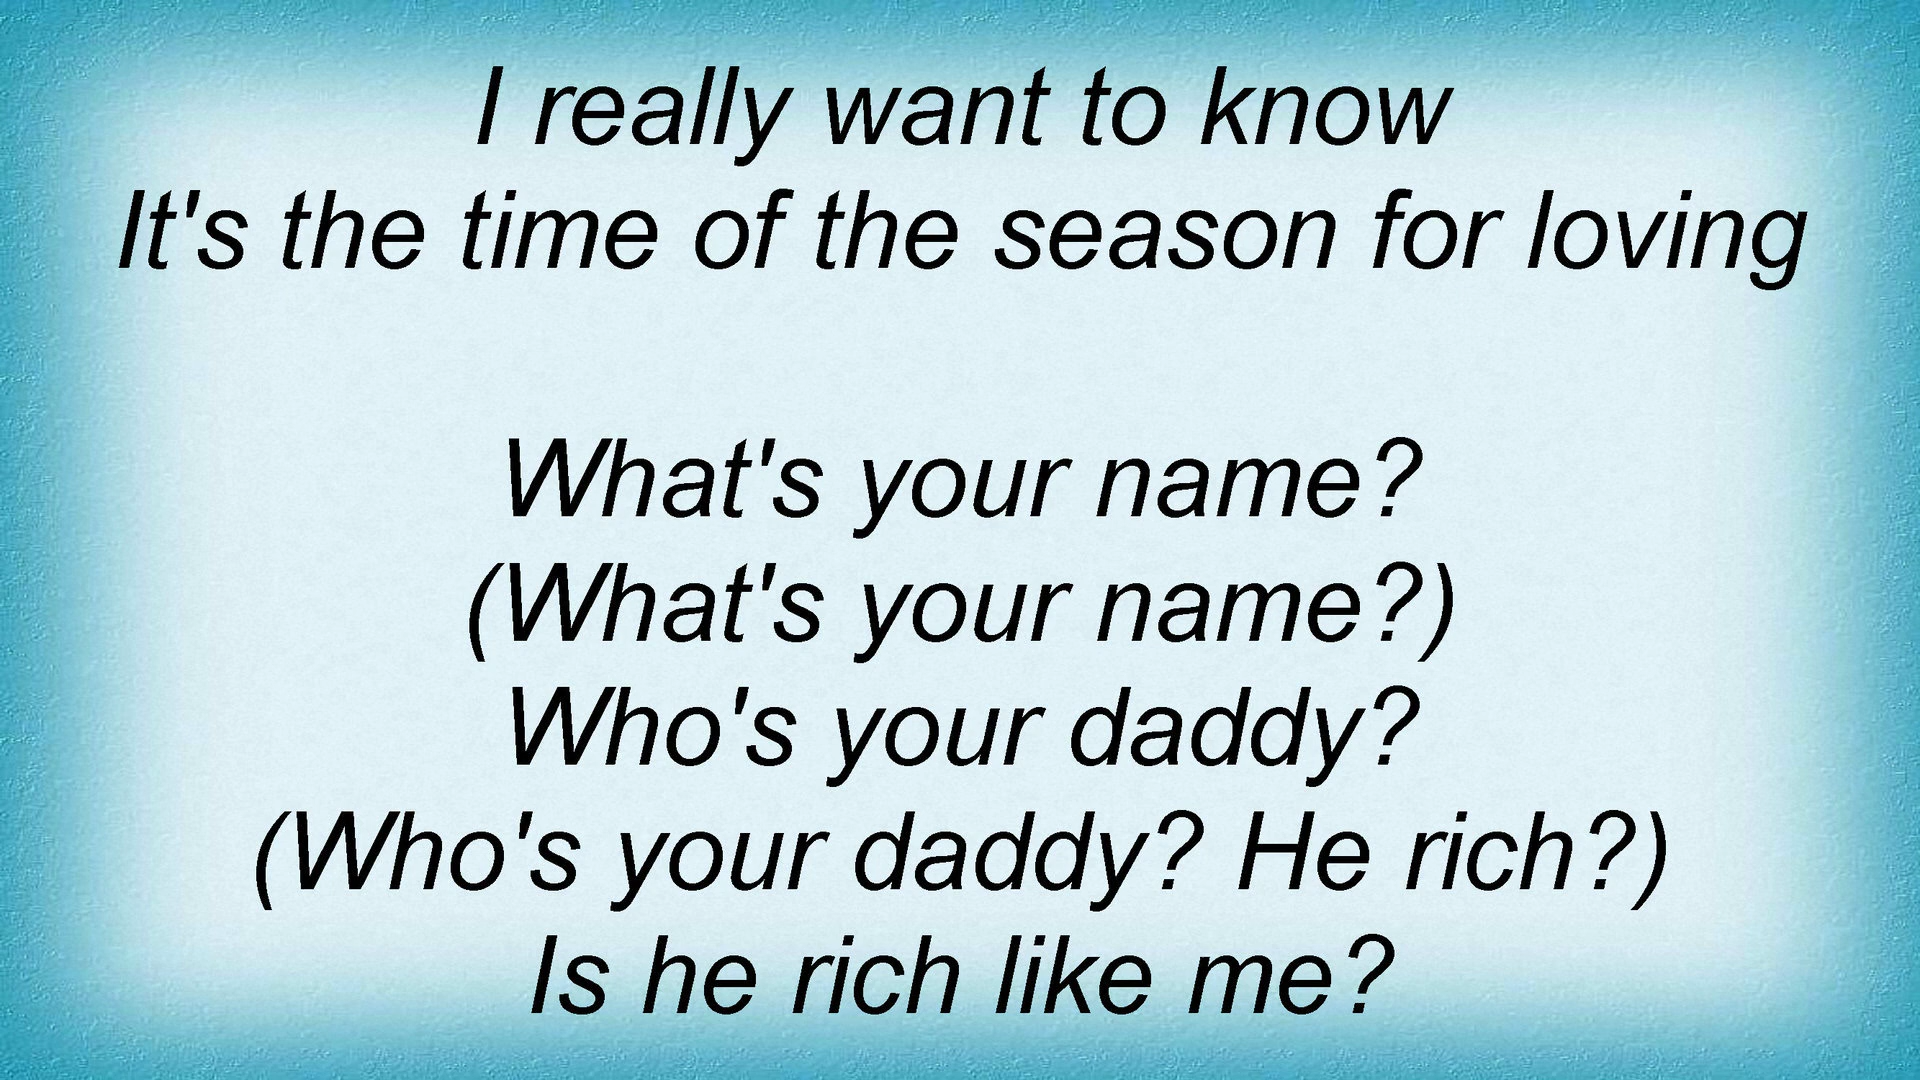 I really want to know
It's the time of the season for loving
What's your name?
(What's your name?)
Who's your daddy?
(Who's your daddy? He rich?)
Is he rich like me?